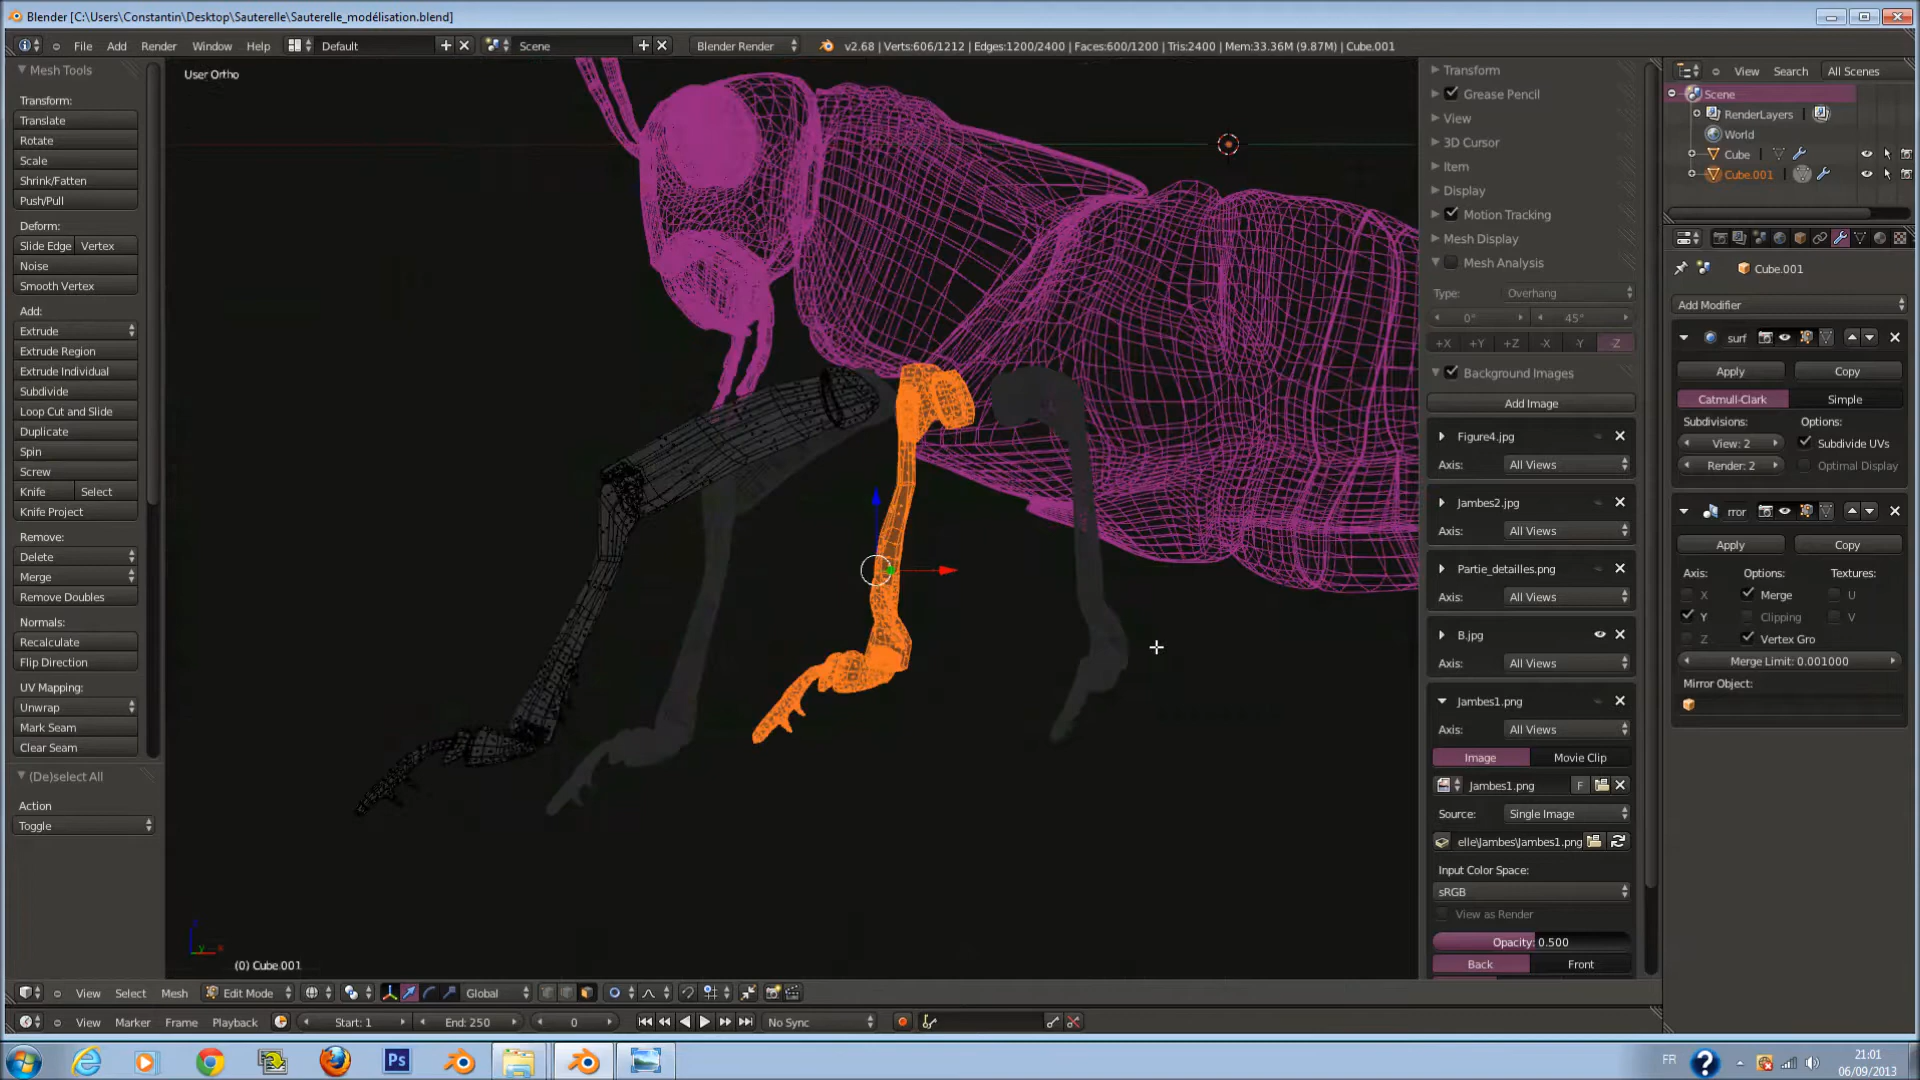 Blender [C:\Users\Constantin\Desktop\Sauterelle\Sauterelle_modélisation.blend]
File Add Render Window Help Default Scene Blender Render v2.68 | Verts:606/1212 | Edges:1200/2400 | Faces:600/1200 | Tris:2400 | Mem:33.36M (9.87M) | Cube.001
Mesh Tools
Transform:
Translate
Rotate
Scale
Shrink/Fatten
Push/Pull
Deform:
Slide Edge Vertex
Noise
Smooth Vertex
Add:
Extrude
Extrude Region
Extrude Individual
Subdivide
Loop Cut and Slide
Duplicate
Spin
Screw
Knife Select
Knife Project
Remove:
Delete
Merge
Remove Doubles
Normals:
Recalculate
Flip Direction
UV Mapping:
Unwrap
Mark Seam
Clear Seam
(De)select All
Action
Toggle
User Ortho
(0) Cube.001
Transform
Grease Pencil
View
3D Cursor
Item
Display
Motion Tracking
Mesh Display
Mesh Analysis
Type: Overhang
0° 45°
+X +Y +Z -X -Y -Z
Background Images
Add Image
Figure4.jpg
Axis: All Views
Jambes2.jpg
Axis: All Views
Partie_detailles.png
Axis: All Views
B.jpg
Axis: All Views
Jambes1.png
Axis: All Views
Image Movie Clip
Jambes1.png F
Source: Single Image
elle\Jambes\Jambes1.png
Input Color Space:
sRGB
View as Render
Opacity: 0.500
Back Front
View Search All Scenes
Scene
RenderLayers
World
Cube
Cube.001
Cube.001
Add Modifier
surf
Apply Copy
Catmull-Clark Simple
Subdivisions: Options:
View: 2 Subdivide UVs
Render: 2 Optimal Display
rror
Apply Copy
Axis: Options: Textures:
X Merge U
Y Clipping V
Z Vertex Gro
Merge Limit: 0.001000
Mirror Object:
View Select Mesh Edit Mode Global
View Marker Frame Playback Start: 1 End: 250 0 No Sync
Ps
FR
21:01
06/09/2013